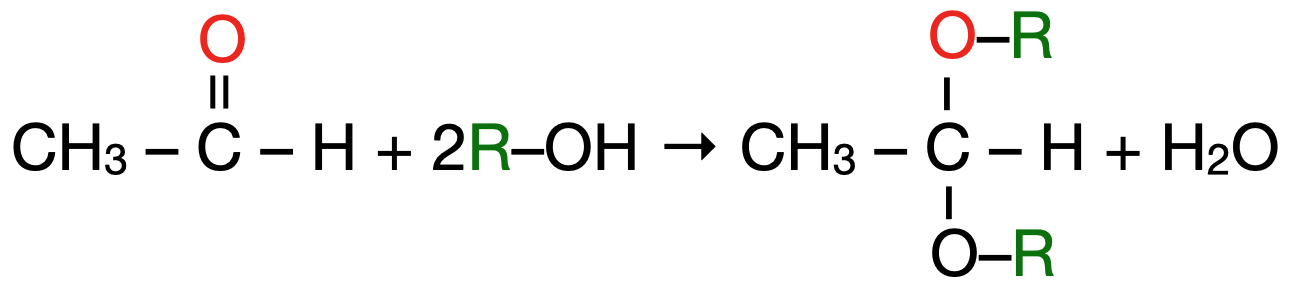 O O–R
CH₃ – C – H + 2R–OH → CH₃ – C – H + H₂O
O–R